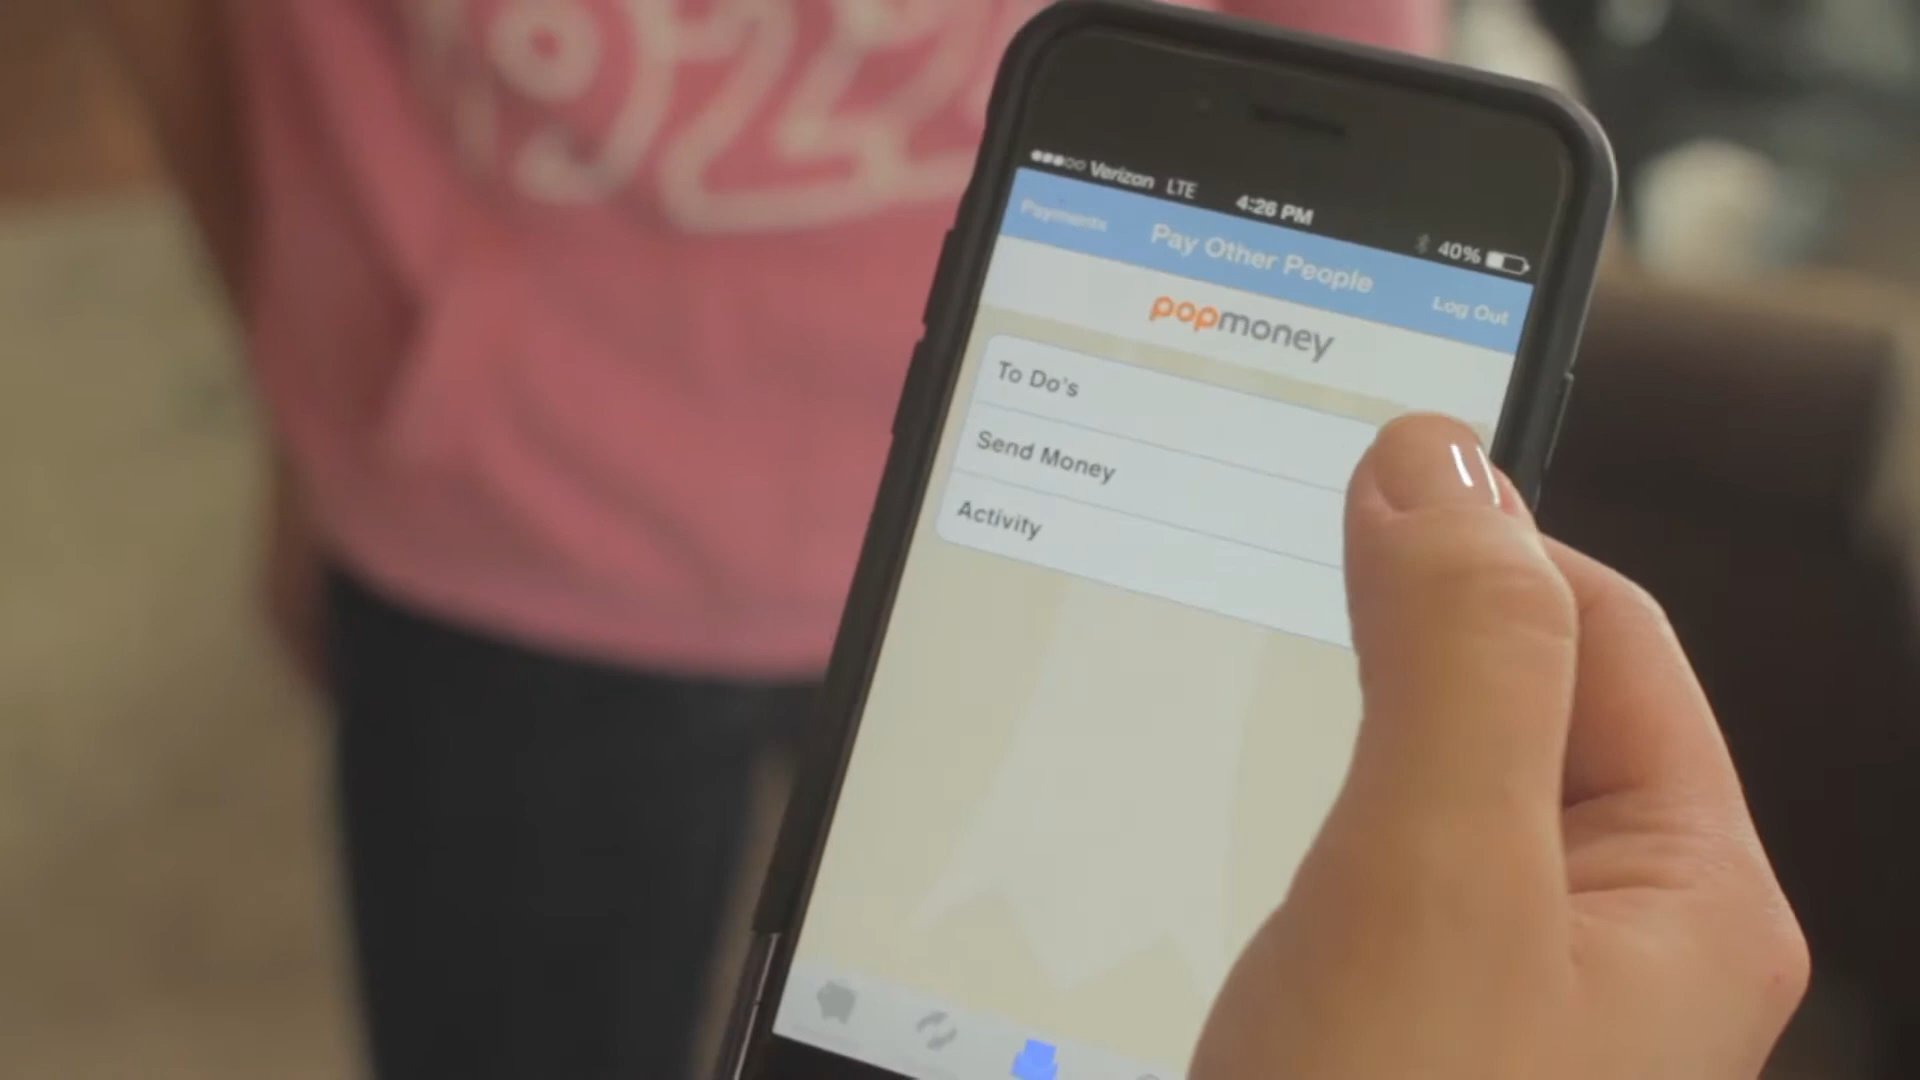 Verizon LTE 4:26 PM 40%
Payments Pay Other People Log Out
popmoney
To Do's
Send Money
Activity